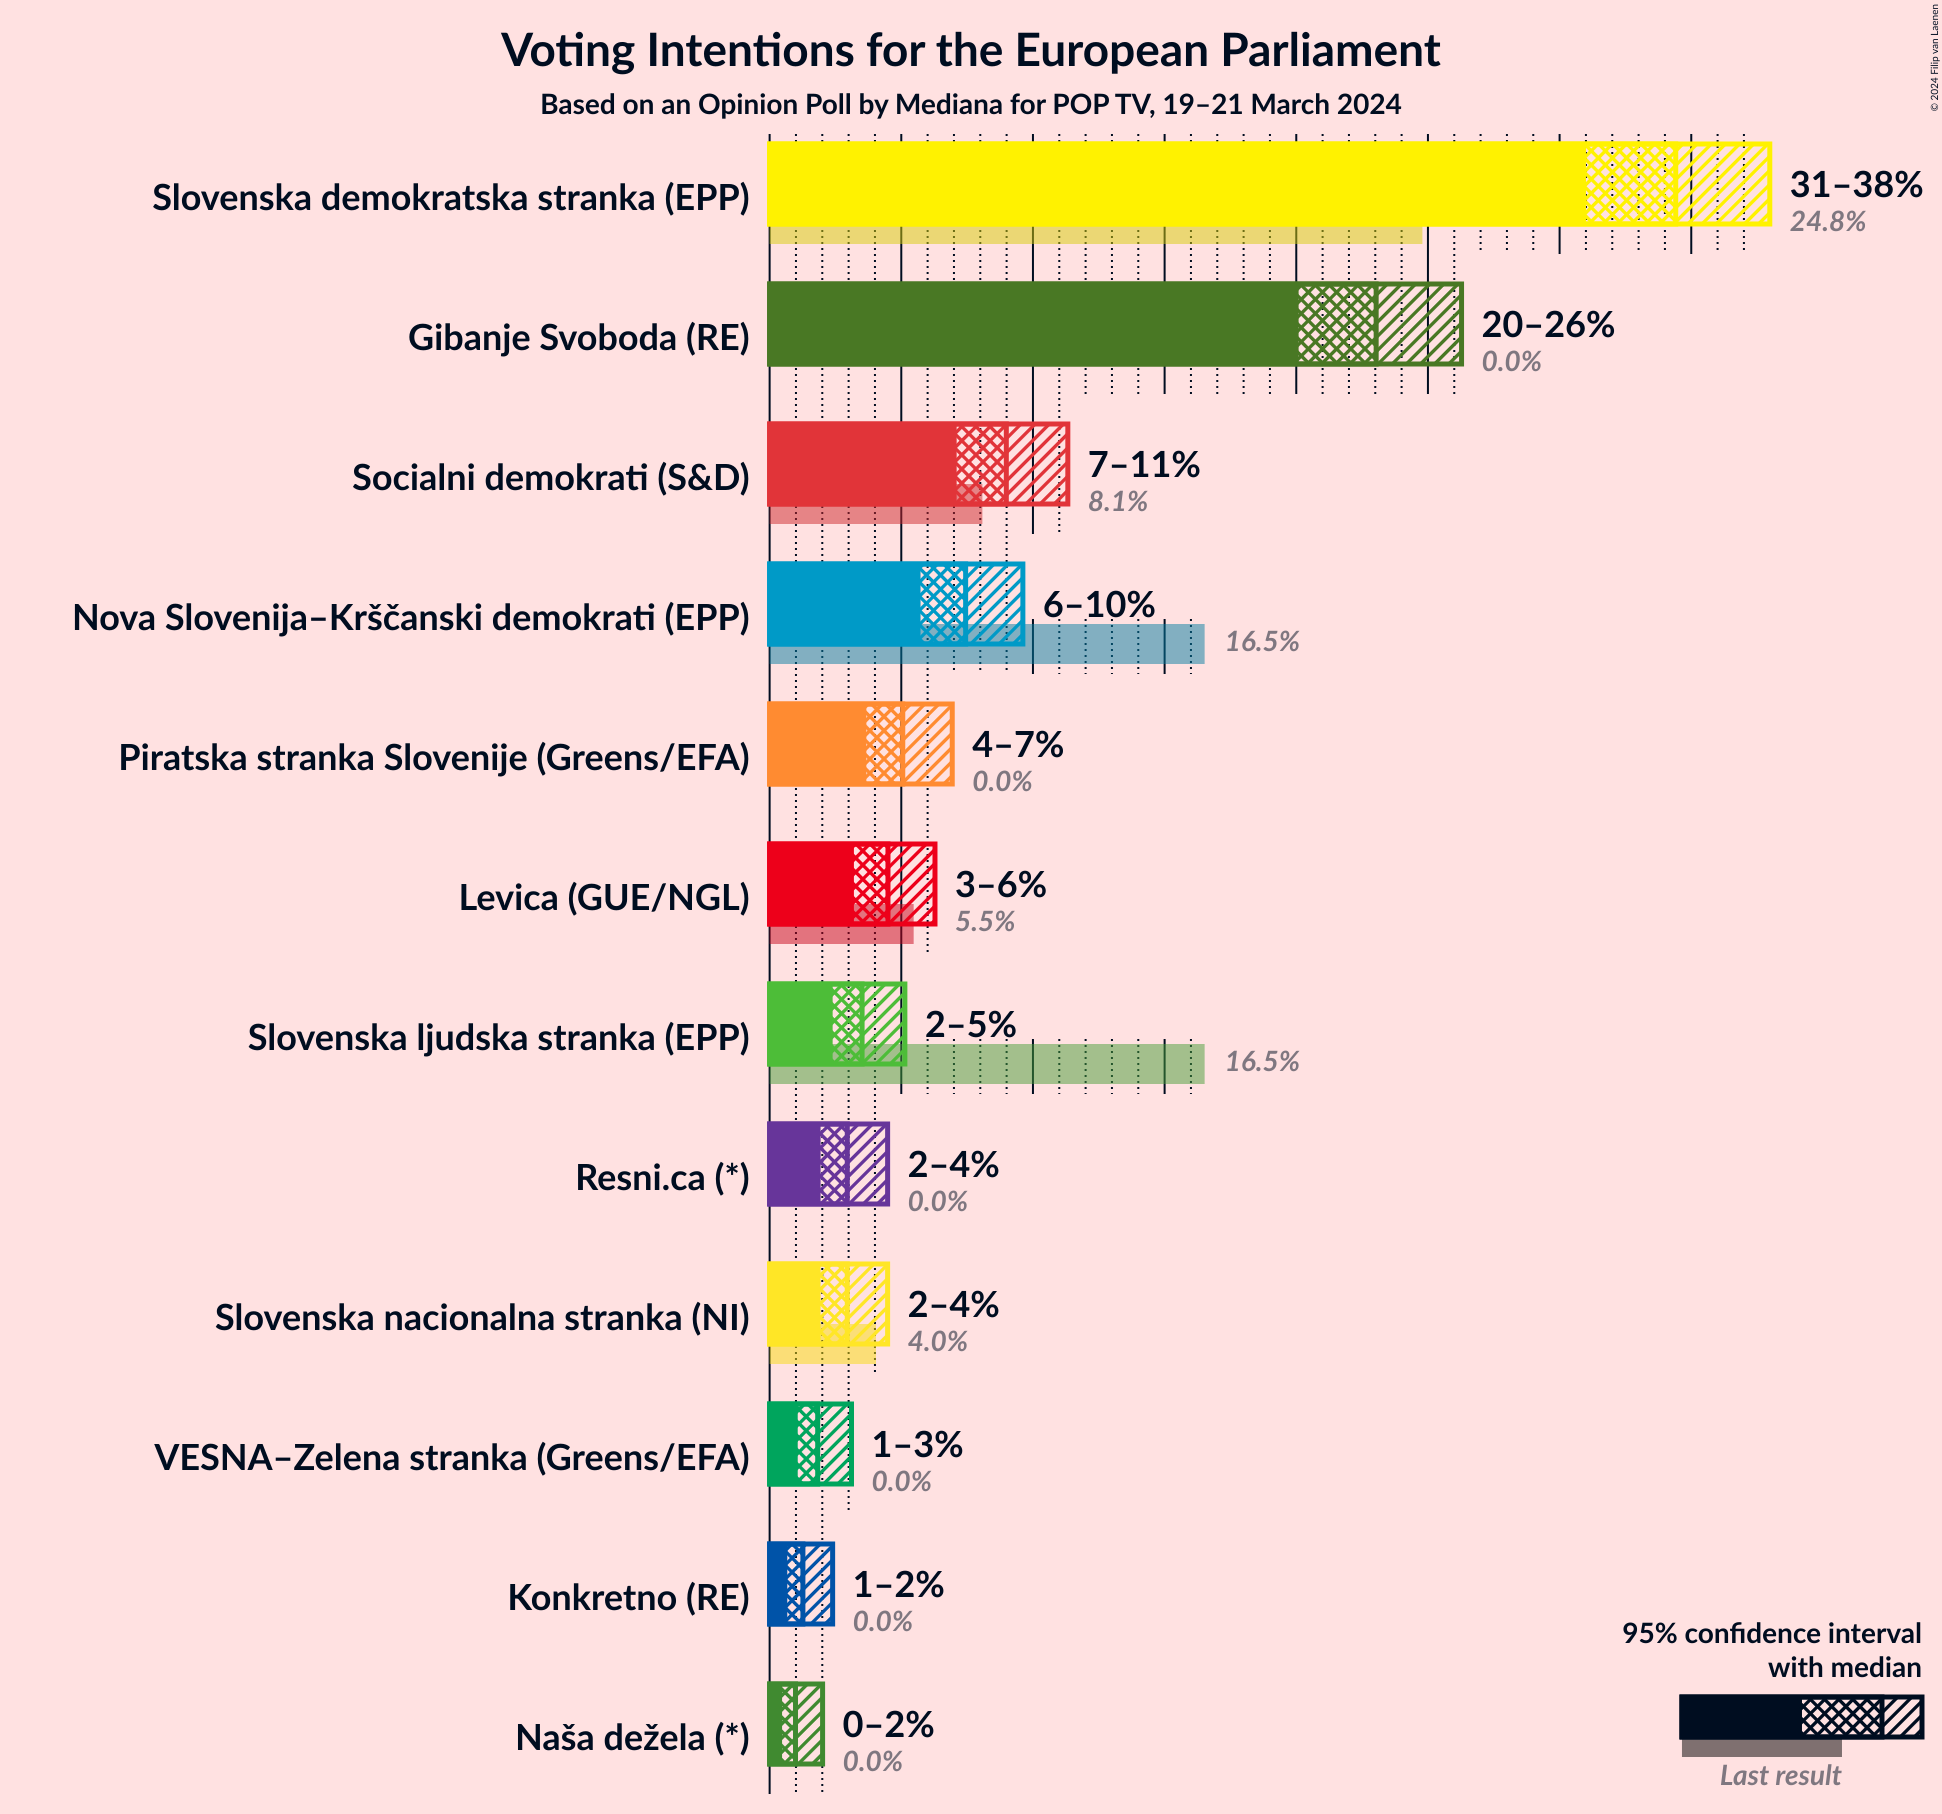 Voting Intentions for the European Parliament
Based on an Opinion Poll by Mediana for POP TV, 19–21 March 2024
© 2024 Filip van Laenen
Slovenska demokratska stranka (EPP)
31–38%
24.8%
Gibanje Svoboda (RE)
20–26%
0.0%
Socialni demokrati (S&D)
7–11%
8.1%
Nova Slovenija–Krščanski demokrati (EPP)
6–10%
16.5%
Piratska stranka Slovenije (Greens/EFA)
4–7%
0.0%
Levica (GUE/NGL)
3–6%
5.5%
Slovenska ljudska stranka (EPP)
2–5%
16.5%
Resni.ca (*)
2–4%
0.0%
Slovenska nacionalna stranka (NI)
2–4%
4.0%
VESNA–Zelena stranka (Greens/EFA)
1–3%
0.0%
Konkretno (RE)
1–2%
0.0%
Naša dežela (*)
0–2%
0.0%
95% confidence interval
with median
Last result